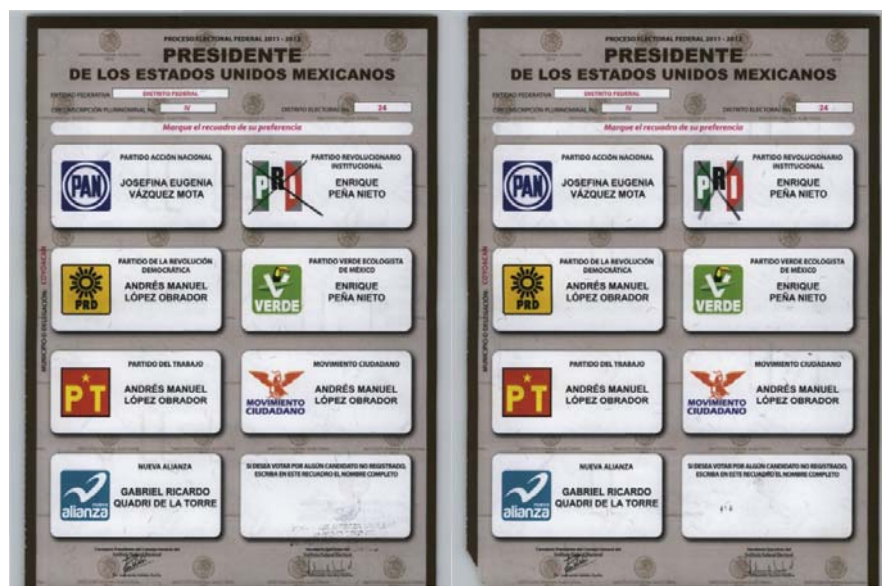 PROCESO ELECTORAL FEDERAL 2011 - 2012
PRESIDENTE
DE LOS ESTADOS UNIDOS MEXICANOS
ENTIDAD FEDERATIVA DISTRITO FEDERAL
CIRCUNSCRIPCIÓN PLURINOMINAL No. IV DISTRITO ELECTORAL No. 24
Marque el recuadro de su preferencia
MUNICIPIO O DELEGACIÓN: COYOACAN
PARTIDO ACCIÓN NACIONAL
PAN
JOSEFINA EUGENIA
VÁZQUEZ MOTA
PARTIDO REVOLUCIONARIO
INSTITUCIONAL
PRI
ENRIQUE
PEÑA NIETO
PARTIDO DE LA REVOLUCIÓN
DEMOCRÁTICA
PRD
ANDRÉS MANUEL
LÓPEZ OBRADOR
PARTIDO VERDE ECOLOGISTA
DE MÉXICO
VERDE
ENRIQUE
PEÑA NIETO
PARTIDO DEL TRABAJO
PT
ANDRÉS MANUEL
LÓPEZ OBRADOR
MOVIMIENTO CIUDADANO
MOVIMIENTO
CIUDADANO
ANDRÉS MANUEL
LÓPEZ OBRADOR
NUEVA ALIANZA
nueva
alianza
GABRIEL RICARDO
QUADRI DE LA TORRE
SI DESEA VOTAR POR ALGÚN CANDIDATO NO REGISTRADO,
ESCRIBA EN ESTE RECUADRO EL NOMBRE COMPLETO
PROCESO ELECTORAL FEDERAL 2011 - 2012
PRESIDENTE
DE LOS ESTADOS UNIDOS MEXICANOS
ENTIDAD FEDERATIVA DISTRITO FEDERAL
CIRCUNSCRIPCIÓN PLURINOMINAL No. IV DISTRITO ELECTORAL No. 24
Marque el recuadro de su preferencia
MUNICIPIO O DELEGACIÓN: COYOACAN
PARTIDO ACCIÓN NACIONAL
PAN
JOSEFINA EUGENIA
VÁZQUEZ MOTA
PARTIDO REVOLUCIONARIO
INSTITUCIONAL
PRI
ENRIQUE
PEÑA NIETO
PARTIDO DE LA REVOLUCIÓN
DEMOCRÁTICA
PRD
ANDRÉS MANUEL
LÓPEZ OBRADOR
PARTIDO VERDE ECOLOGISTA
DE MÉXICO
VERDE
ENRIQUE
PEÑA NIETO
PARTIDO DEL TRABAJO
PT
ANDRÉS MANUEL
LÓPEZ OBRADOR
MOVIMIENTO CIUDADANO
MOVIMIENTO
CIUDADANO
ANDRÉS MANUEL
LÓPEZ OBRADOR
NUEVA ALIANZA
nueva
alianza
GABRIEL RICARDO
QUADRI DE LA TORRE
SI DESEA VOTAR POR ALGÚN CANDIDATO NO REGISTRADO,
ESCRIBA EN ESTE RECUADRO EL NOMBRE COMPLETO